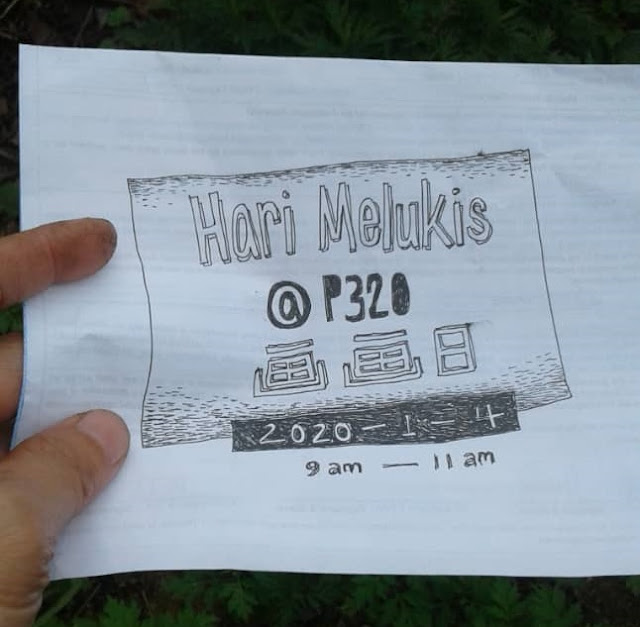 Hari Melukis
@ P320
画画日
2020-1-4
9 am — 11 am